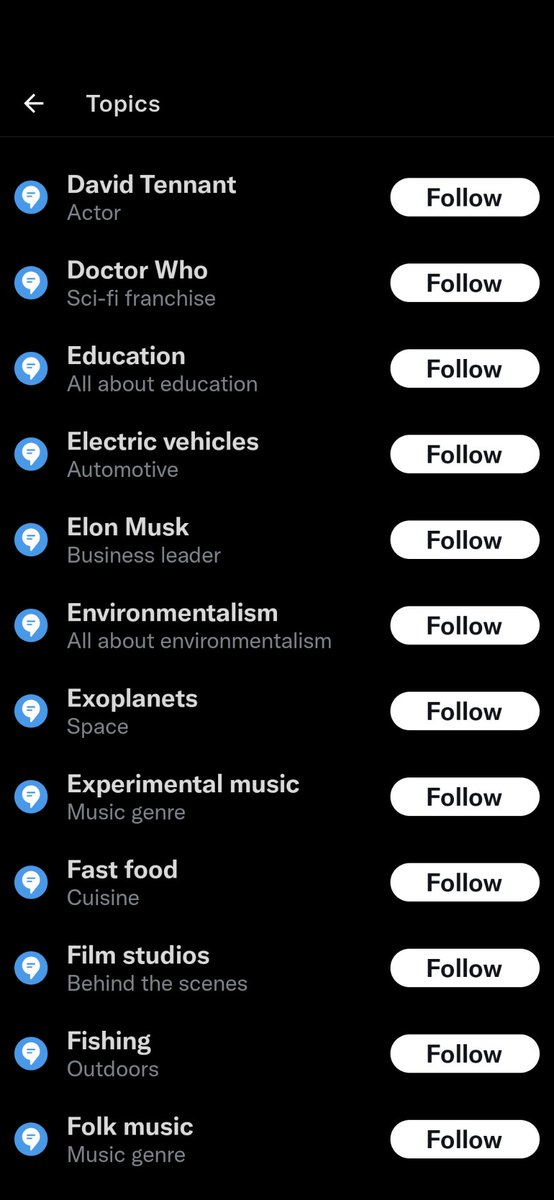 Topics
David Tennant
Actor
Follow
Doctor Who
Sci-fi franchise
Follow
Education
All about education
Follow
Electric vehicles
Automotive
Follow
Elon Musk
Business leader
Follow
Environmentalism
All about environmentalism
Follow
Exoplanets
Space
Follow
Experimental music
Music genre
Follow
Fast food
Cuisine
Follow
Film studios
Behind the scenes
Follow
Fishing
Outdoors
Follow
Folk music
Music genre
Follow